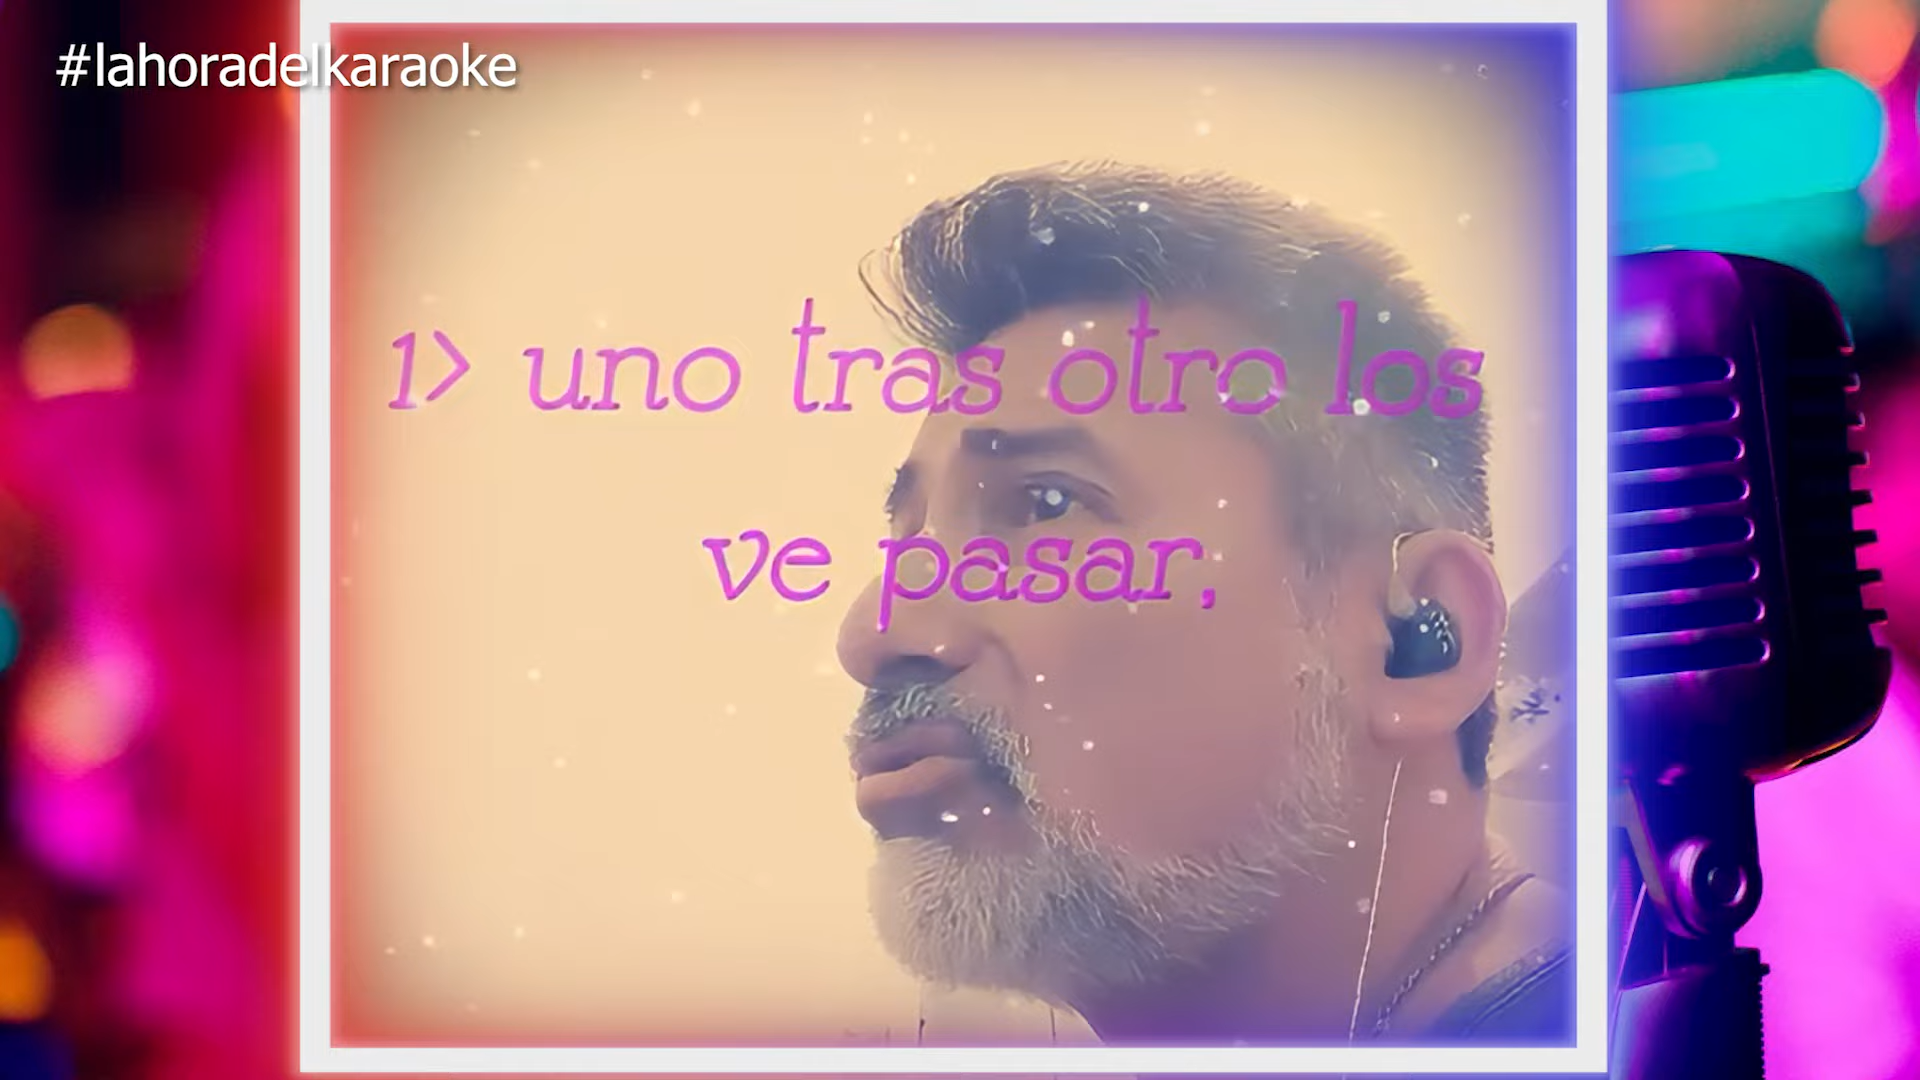 #lahoradelkaraoke
1> uno tras otro los
ve pasar,